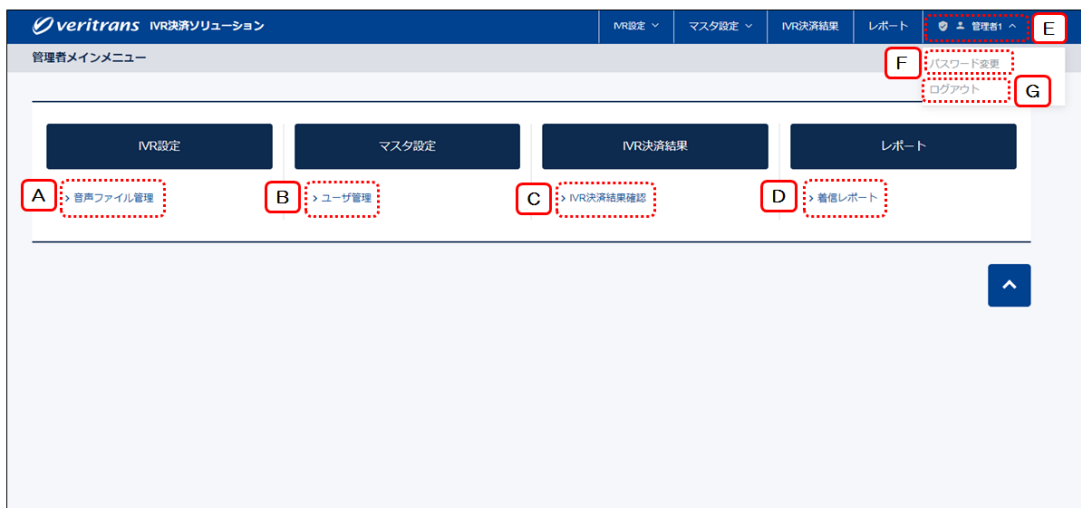 veritrans IVR決済ソリューション IVR設定 マスタ設定 IVR決済結果 レポート 管理者1 E
管理者メインメニュー F パスワード変更
ログアウト G
IVR設定 マスタ設定 IVR決済結果 レポート
A 音声ファイル管理 B ユーザ管理 C IVR決済結果確認 D 着信レポート